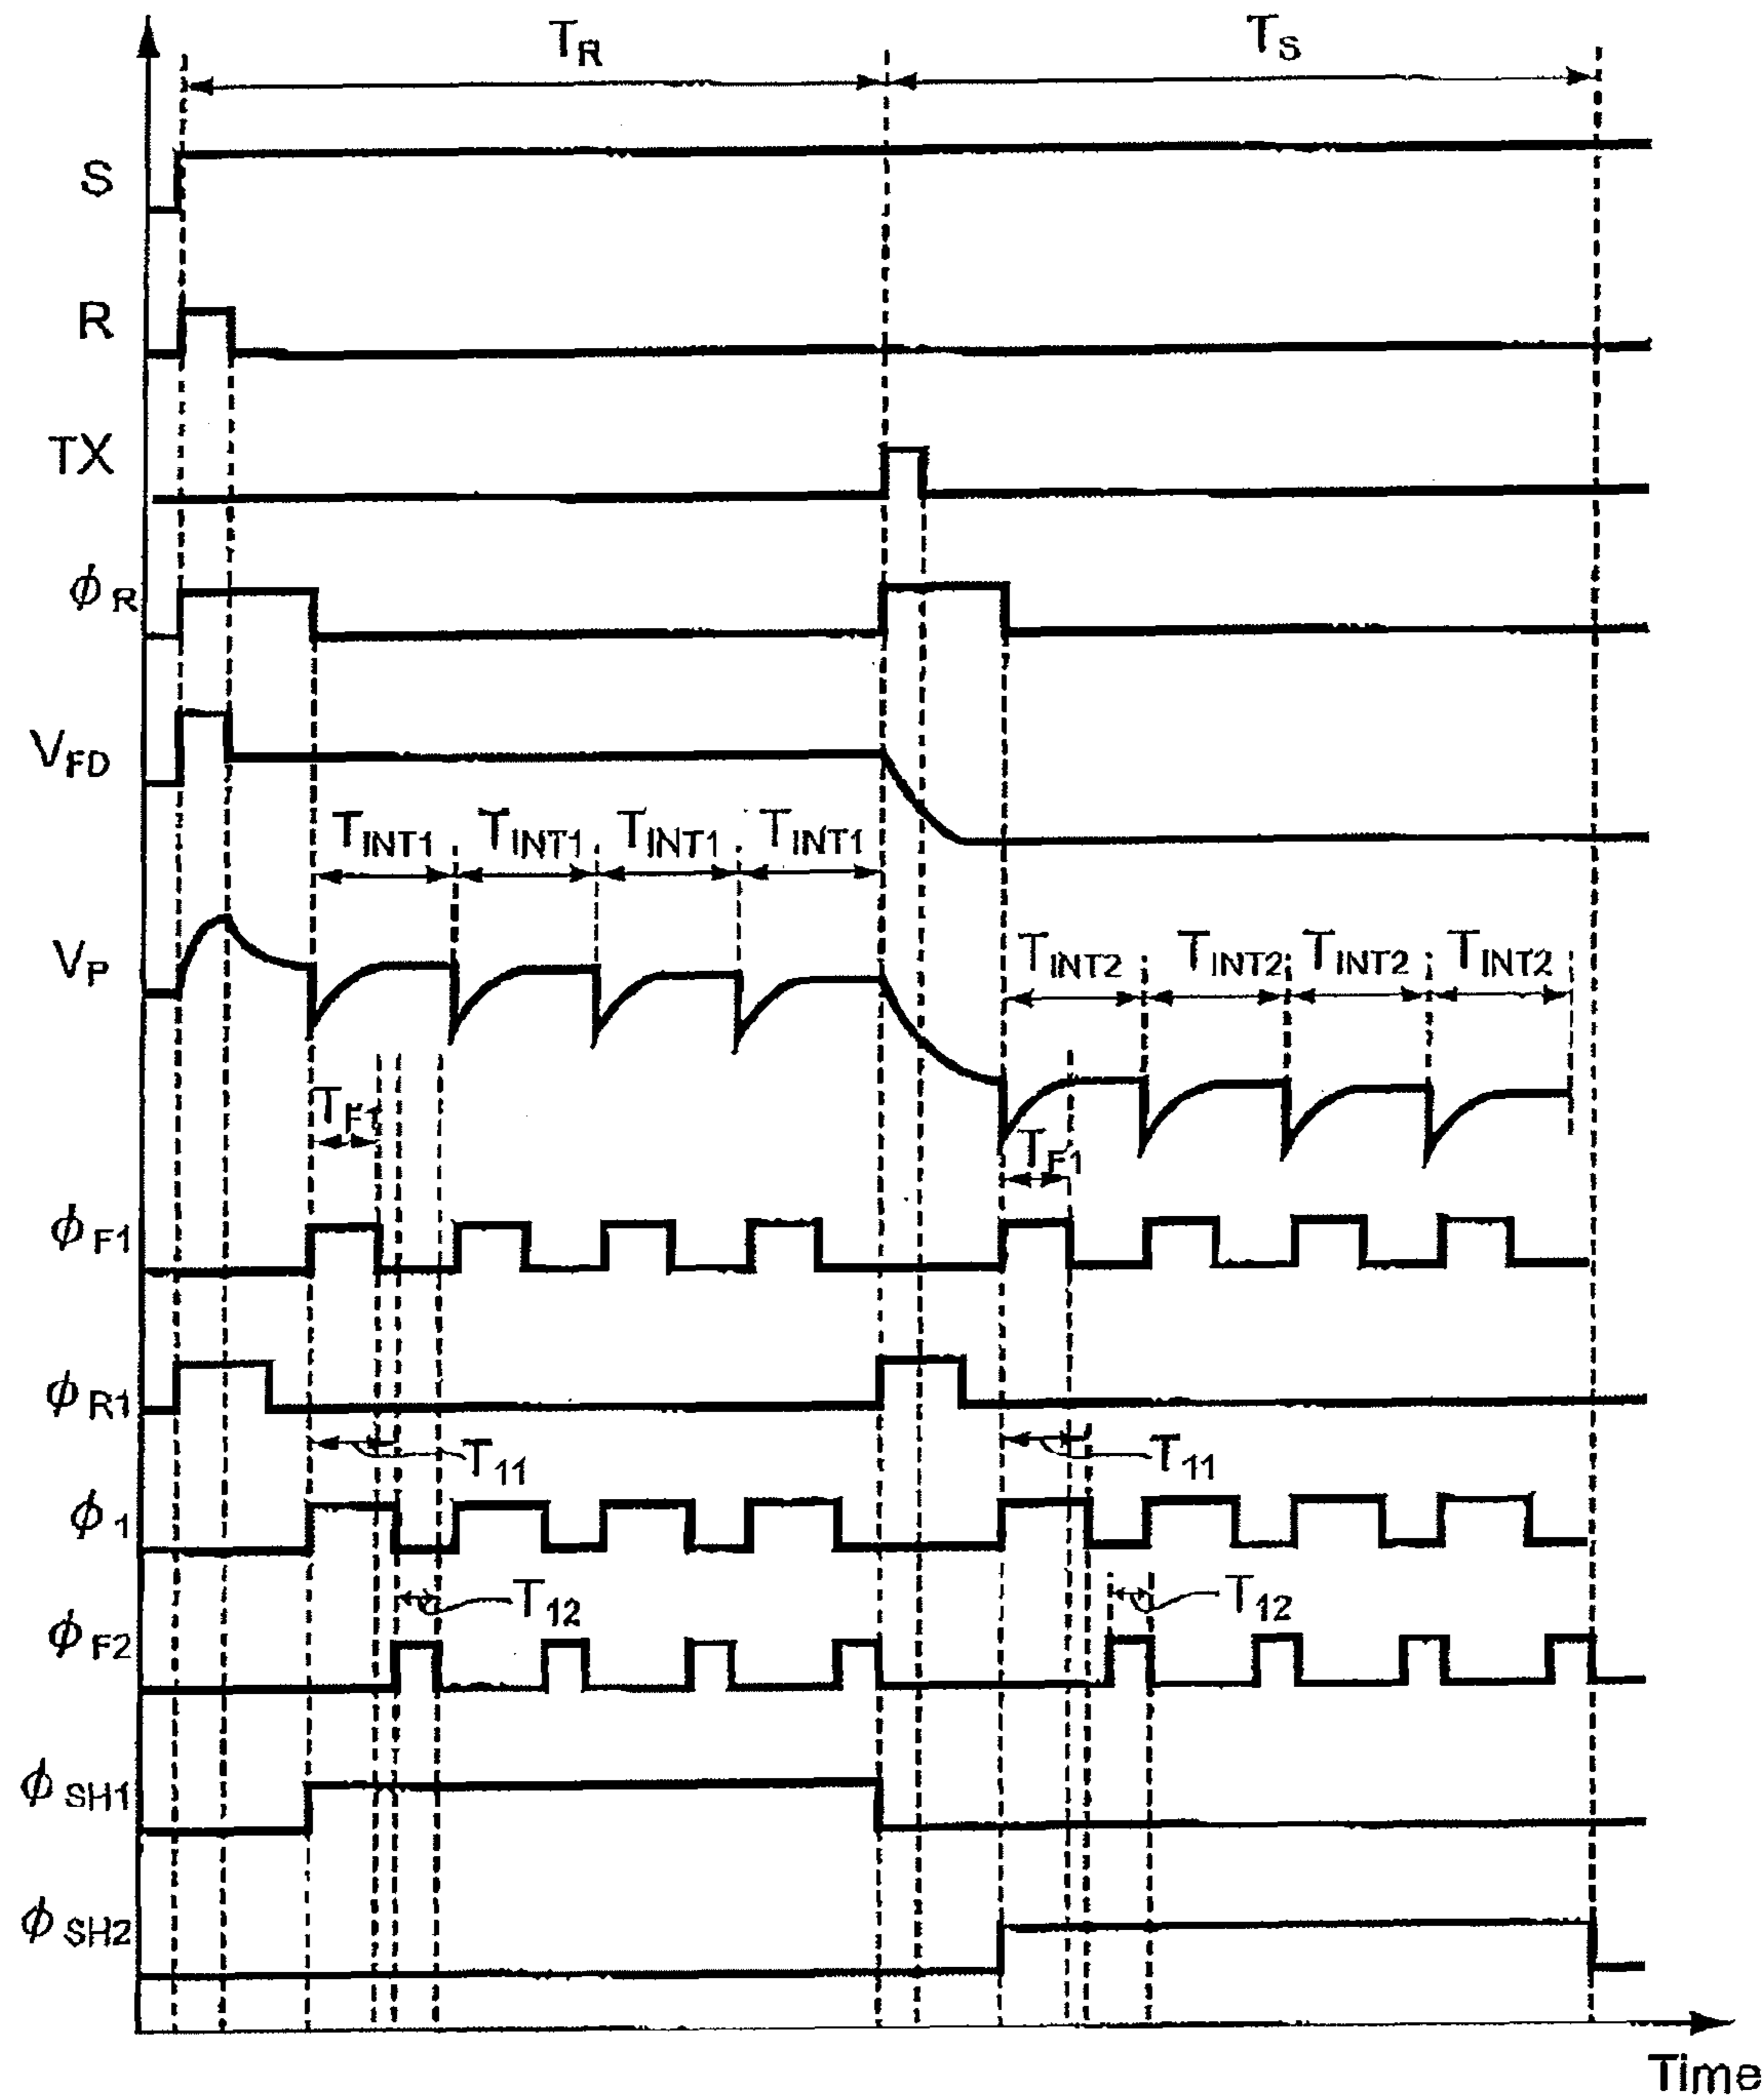 T_R T_S
S
R
TX
ϕ_R
V_FD
T_INT1 T_INT1 T_INT1 T_INT1
V_P
T_INT2 T_INT2 T_INT2 T_INT2
T_F1
T_F1
ϕ_F1
ϕ_R1
T_11 T_11
ϕ_1
T_12 T_12
ϕ_F2
ϕ_SH1
ϕ_SH2
Time